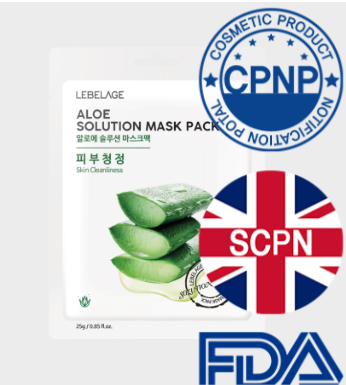 LEBELAGE
ALOE
SOLUTION MASK PACK
알로에 솔루션 마스크팩
피부청정
Skin Cleanliness
25g / 0.85 fl.oz.
COSMETIC PRODUCT
CPNP
NOTIFICATION POTAL
SCPN
FDA